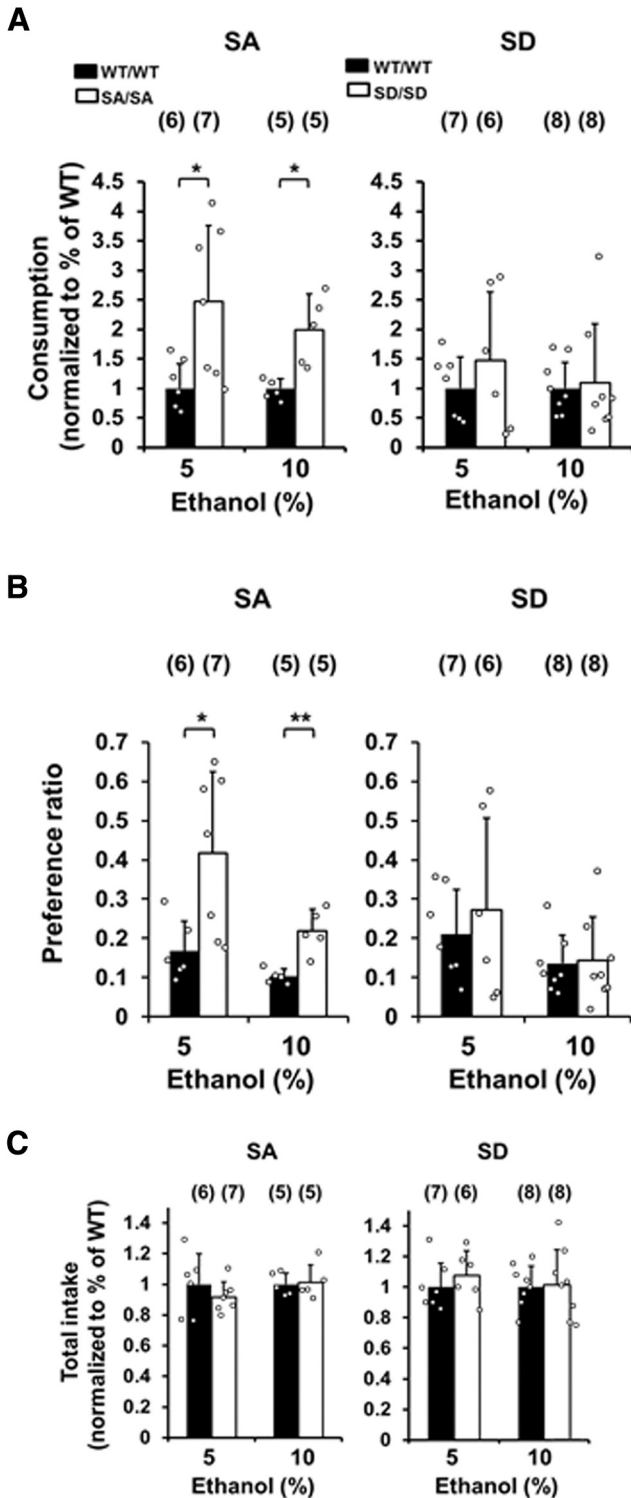 A
SA
SD
WT/WT
SA/SA
WT/WT
SD/SD
(6) (7) (5) (5)
(7) (6) (8) (8)
* *
Consumption
(normalized to % of WT)
4.5
4
3.5
3
2.5
2
1.5
1
0.5
0
5 10
Ethanol (%)
4.5
4
3.5
3
2.5
2
1.5
1
0.5
0
5 10
Ethanol (%)
B
SA
SD
(6) (7) (5) (5)
(7) (6) (8) (8)
* **
Preference ratio
0.7
0.6
0.5
0.4
0.3
0.2
0.1
0
5 10
Ethanol (%)
0.7
0.6
0.5
0.4
0.3
0.2
0.1
0
5 10
Ethanol (%)
C
SA
SD
(6) (7) (5) (5)
(7) (6) (8) (8)
Total intake
(normalized to % of WT)
1.4
1.2
1
0.8
0.6
0.4
0.2
0
5 10
Ethanol (%)
1.4
1.2
1
0.8
0.6
0.4
0.2
0
5 10
Ethanol (%)